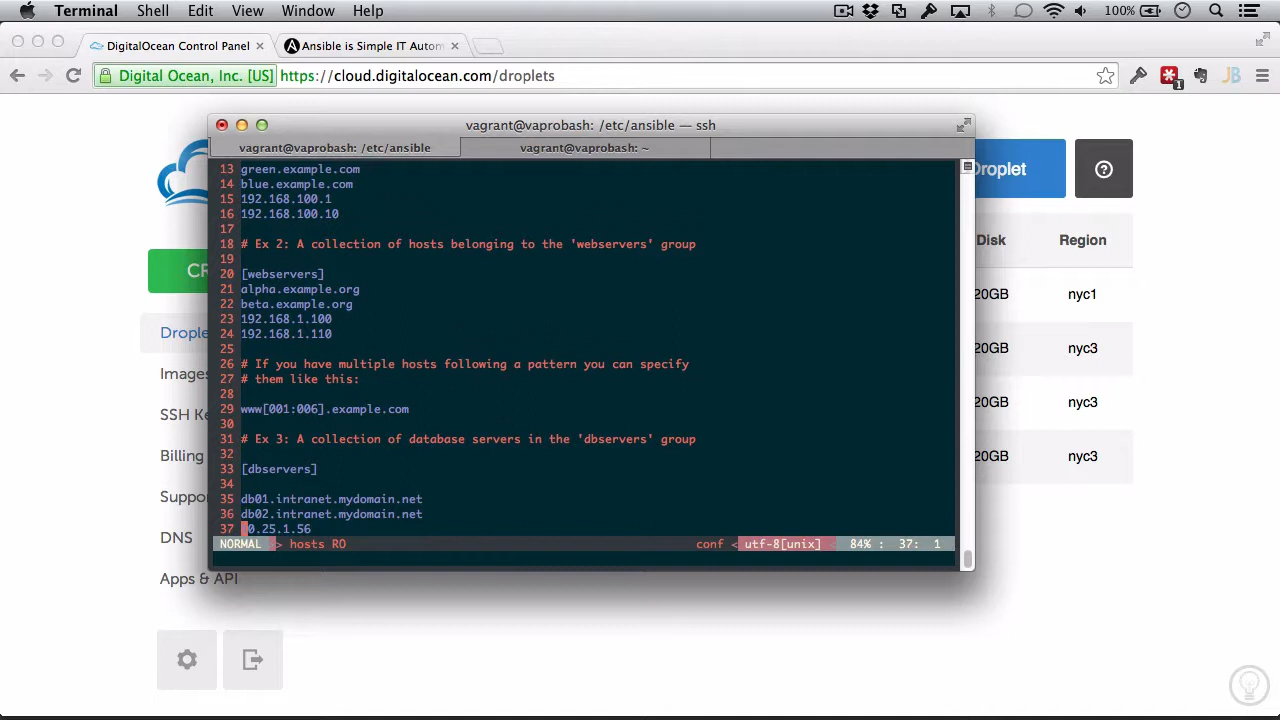 Terminal Shell Edit View Window Help 100%
DigitalOcean Control Panel × Ansible is Simple IT Autom ×
Digital Ocean, Inc. [US] https://cloud.digitalocean.com/droplets
1
JB
vagrant@vaprobash: /etc/ansible — ssh
vagrant@vaprobash: /etc/ansible vagrant@vaprobash: ~
13 green.example.com
14 blue.example.com
15 192.168.100.1
16 192.168.100.10
17
18 # Ex 2: A collection of hosts belonging to the 'webservers' group
19
20 [webservers]
21 alpha.example.org
22 beta.example.org
23 192.168.1.100
24 192.168.1.110
25
26 # If you have multiple hosts following a pattern you can specify
27 # them like this:
28
29 www[001:006].example.com
30
31 # Ex 3: A collection of database servers in the 'dbservers' group
32
33 [dbservers]
34
35 db01.intranet.mydomain.net
36 db02.intranet.mydomain.net
37 0.25.1.56
NORMAL > hosts RO conf < utf-8[unix] < 84% : 37: 1
CR
Drople
Images
SSH Ke
Billing
Suppo
DNS
Apps & API
Droplet ?
Disk Region
20GB nyc1
20GB nyc3
20GB nyc3
20GB nyc3